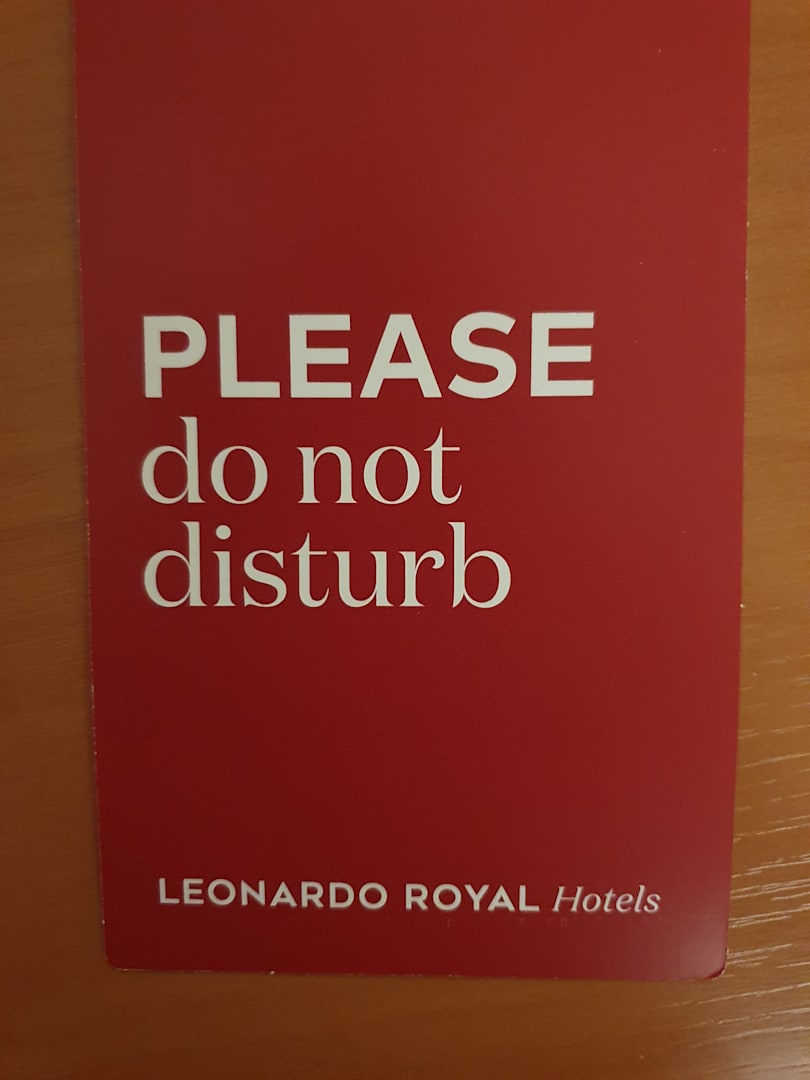 PLEASE
do not
disturb
LEONARDO ROYAL Hotels